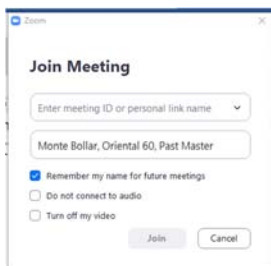 Zoom
Join Meeting
Enter meeting ID or personal link name
Monte Bollar, Oriental 60, Past Master
Remember my name for future meetings
Do not connect to audio
Turn off my video
Join
Cancel